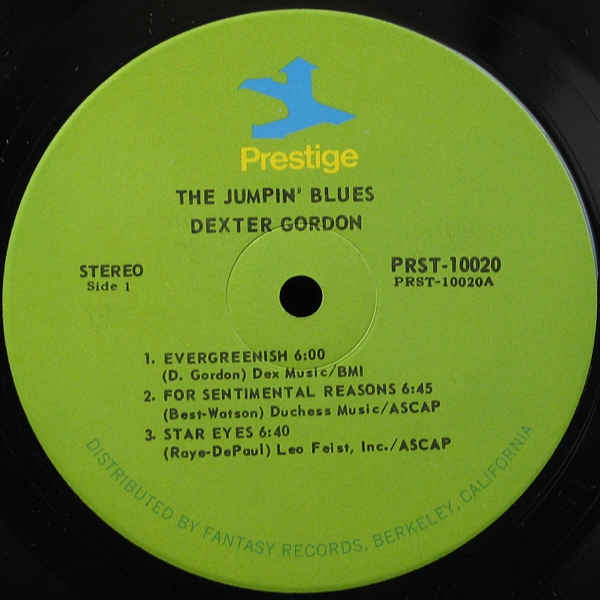 Prestige
THE JUMPIN' BLUES
DEXTER GORDON
STEREO
Side 1
PRST-10020
PRST-10020A
1. EVERGREENISH 6:00
(D. Gordon) Dex Music/BMI
2. FOR SENTIMENTAL REASONS 6:45
(Best-Watson) Duchess Music/ASCAP
3. STAR EYES 6:40
(Raye-DePaul) Leo Feist, Inc./ASCAP
DISTRIBUTED BY FANTASY RECORDS, BERKELEY, CALIFORNIA